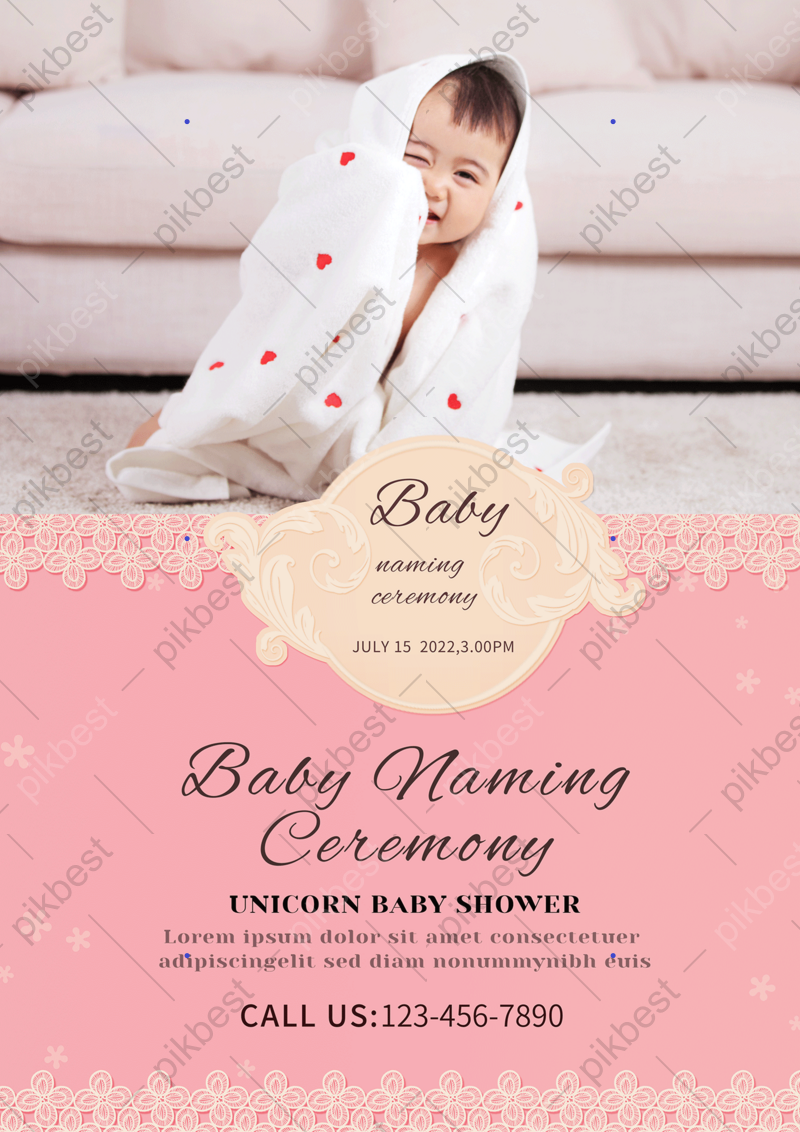 Baby
naming
ceremony
JULY 15 2022,3.00PM
Baby Naming
Ceremony
UNICORN BABY SHOWER
Lorem ipsum dolor sit amet consectetuer
adipiscingelit sed diam nonummynibh euis
CALL US:123-456-7890
pikbest